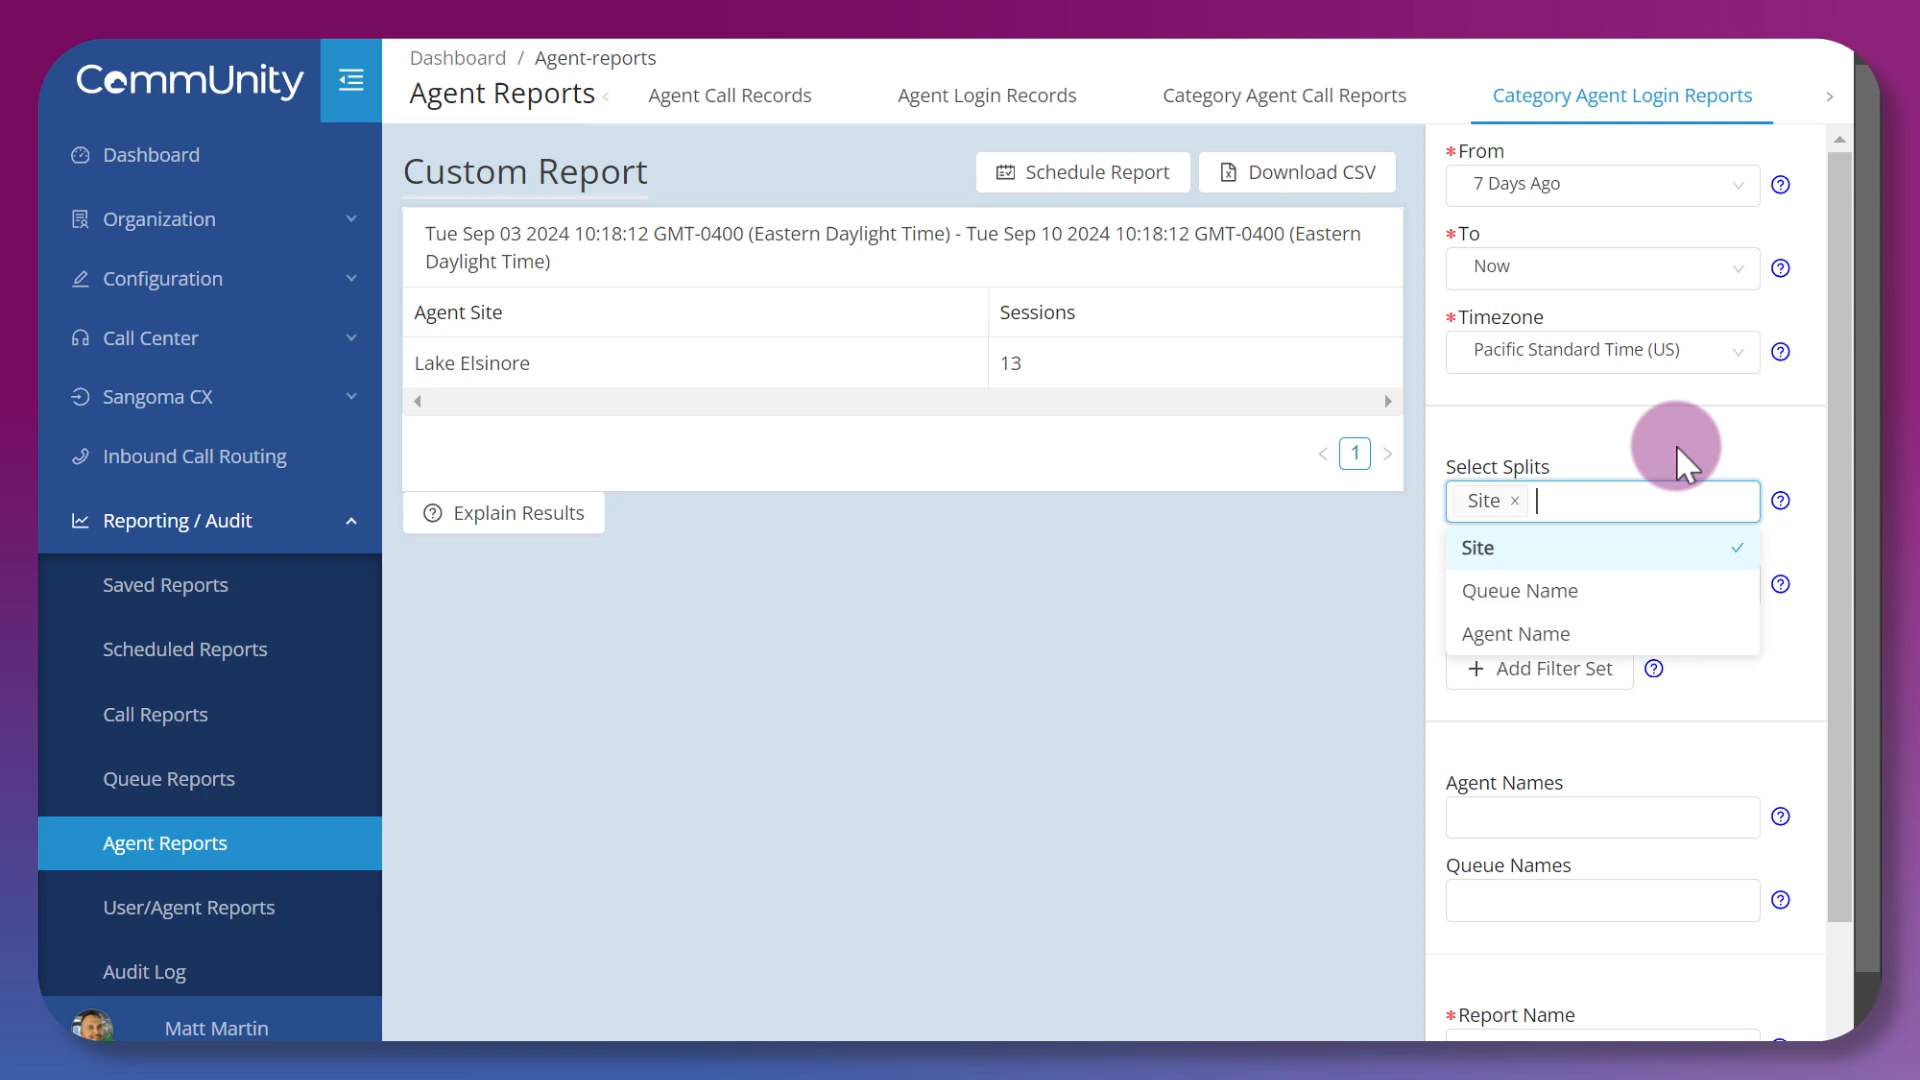 CommUnity
Dashboard
Organization
Configuration
Call Center
Sangoma CX
Inbound Call Routing
Reporting / Audit
Saved Reports
Scheduled Reports
Call Reports
Queue Reports
Agent Reports
User/Agent Reports
Audit Log
Matt Martin
Dashboard / Agent-reports
Agent Reports
Agent Call Records
Agent Login Records
Category Agent Call Reports
Category Agent Login Reports
Custom Report
Schedule Report
Download CSV
Tue Sep 03 2024 10:18:12 GMT-0400 (Eastern Daylight Time) - Tue Sep 10 2024 10:18:12 GMT-0400 (Eastern
Daylight Time)
Agent Site Sessions
Lake Elsinore 13
1
Explain Results
* From
7 Days Ago
* To
Now
* Timezone
Pacific Standard Time (US)
Select Splits
Site ×
Site
Queue Name
Agent Name
+ Add Filter Set
Agent Names
Queue Names
* Report Name